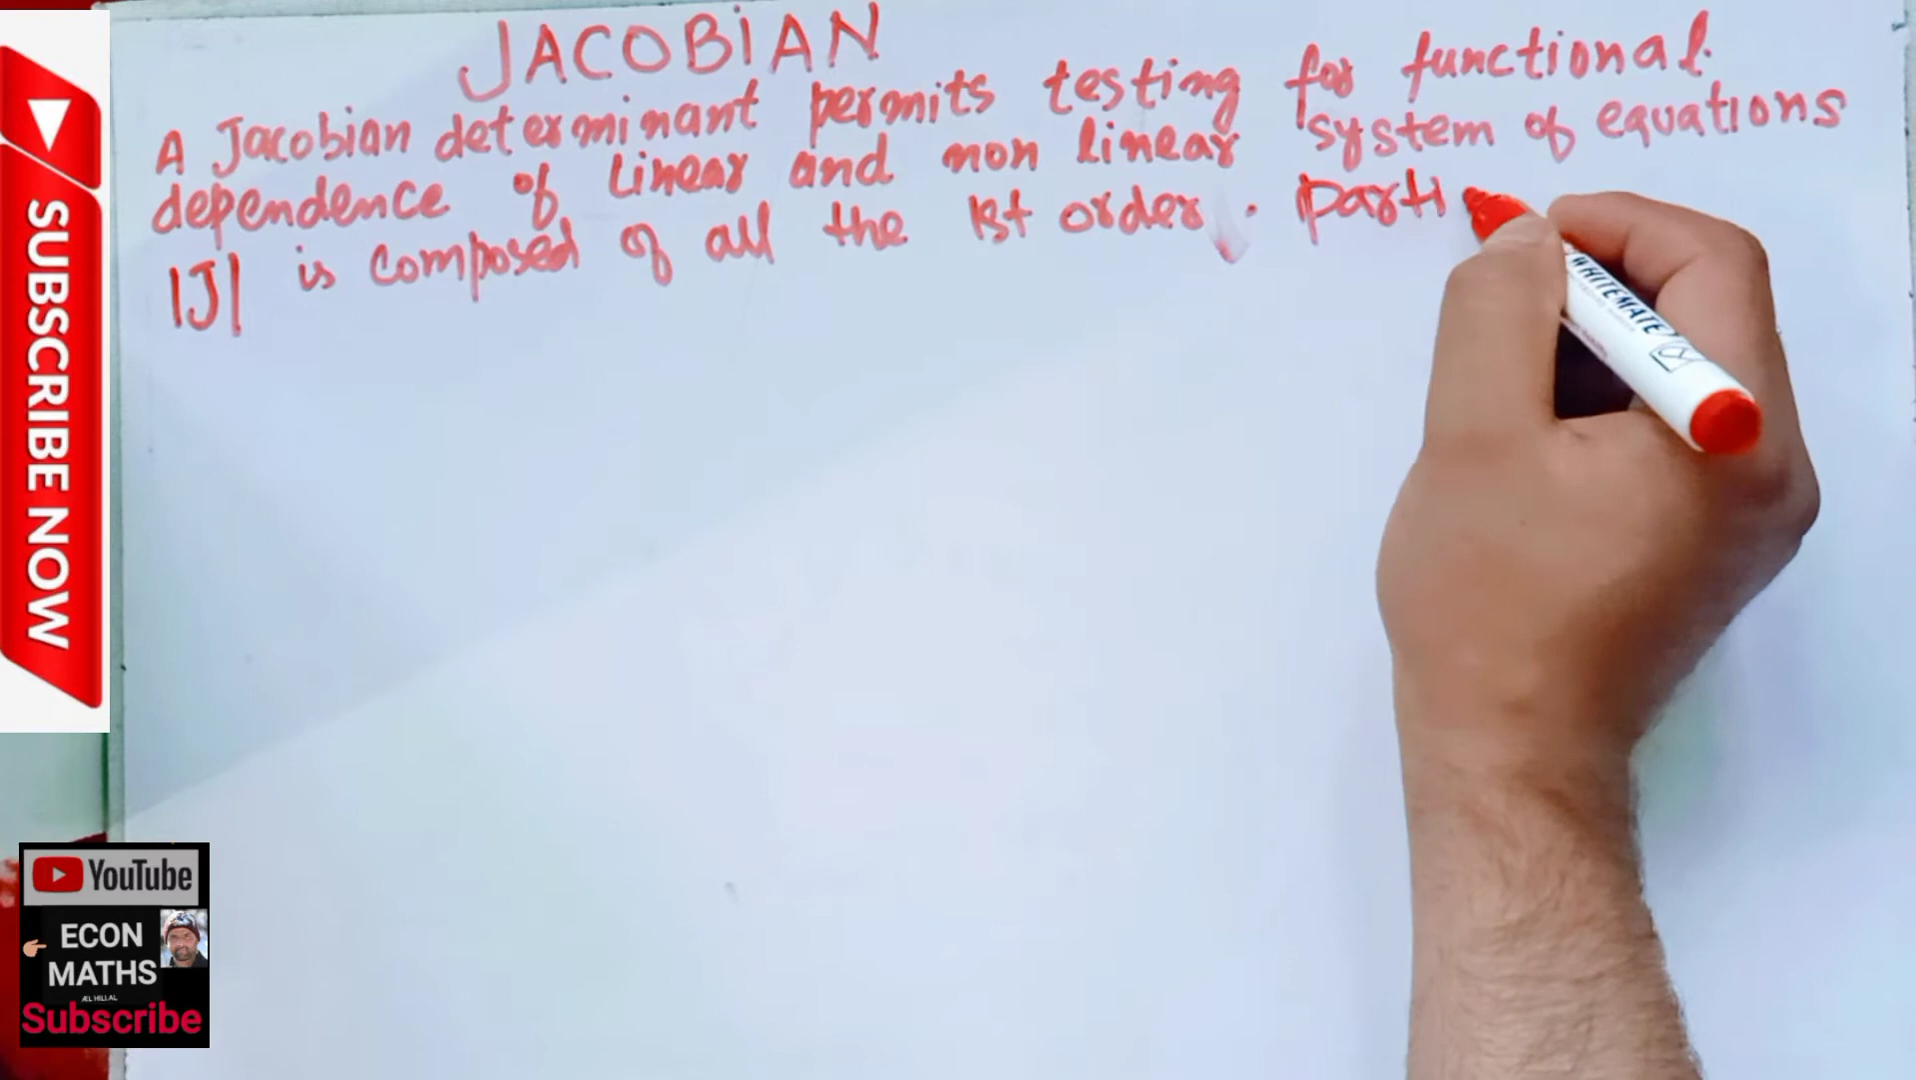 JACOBiAN
A Jacobian determinant permits testing for functional
dependence of Linear and non linear system of equations
|J| is composed of all the 1st order . Parti
SUBSCRIBE NOW
YouTube
ECON
MATHS
Subscribe
WHITEMATE